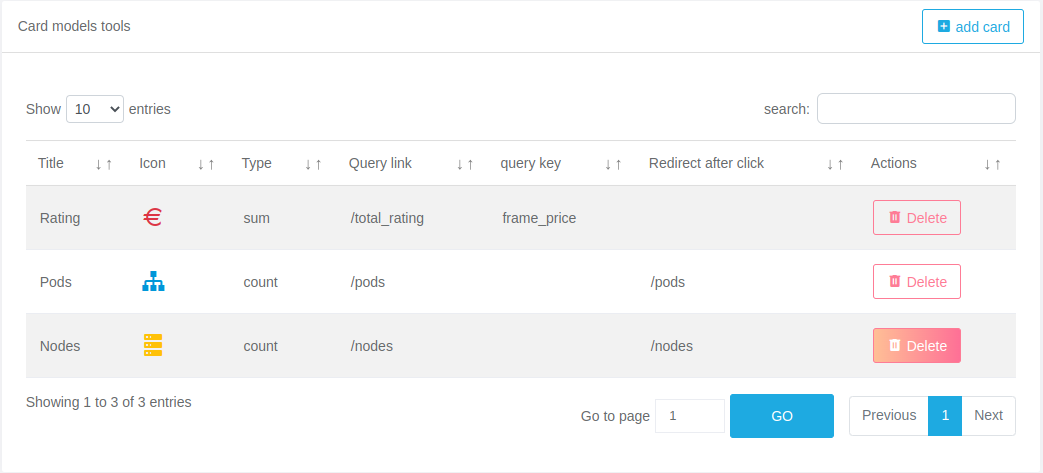 Card models tools
add card
Show 10 entries
search:
Title ↓↑ Icon ↓↑ Type ↓↑ Query link ↓↑ query key ↓↑ Redirect after click ↓↑ Actions ↓↑
Rating € sum /total_rating frame_price Delete
Pods count /pods /pods Delete
Nodes count /nodes /nodes Delete
Showing 1 to 3 of 3 entries
Go to page 1 GO Previous 1 Next